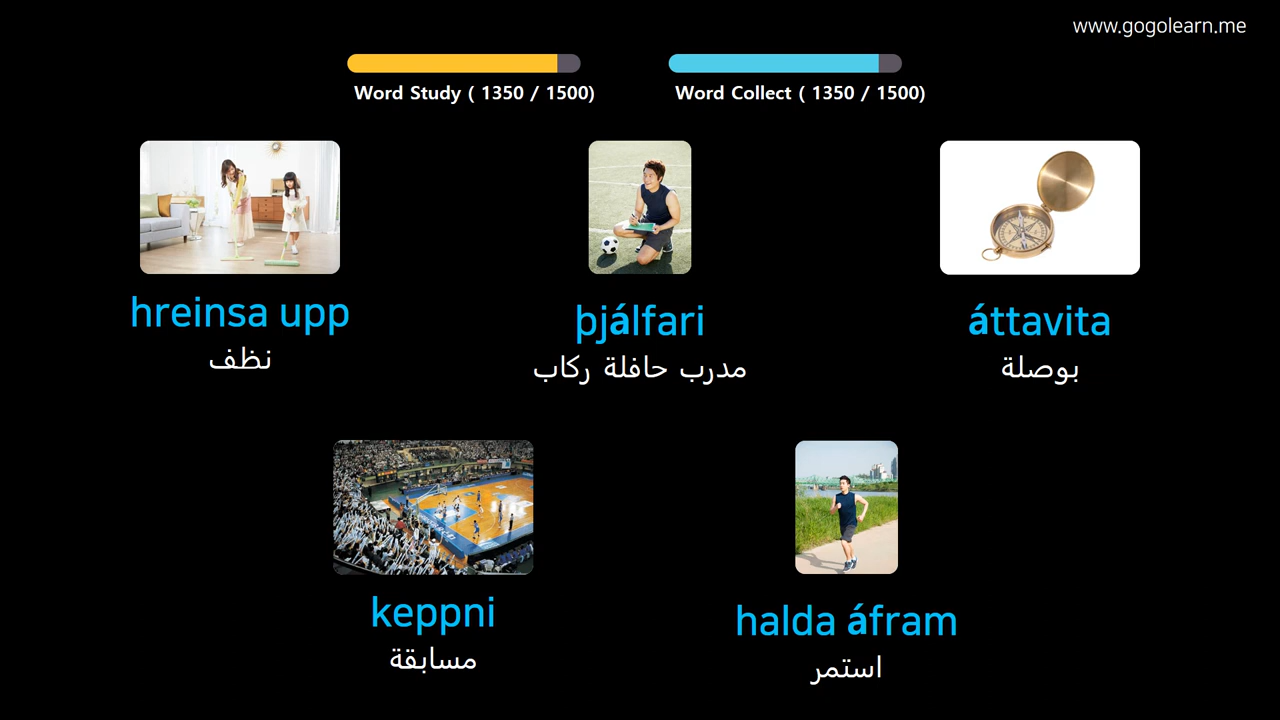 www.gogolearn.me
Word Study ( 1350 / 1500)
Word Collect ( 1350 / 1500)
hreinsa upp
نظف
þjálfari
مدرب حافلة ركاب
áttavita
بوصلة
keppni
مسابقة
halda áfram
استمر